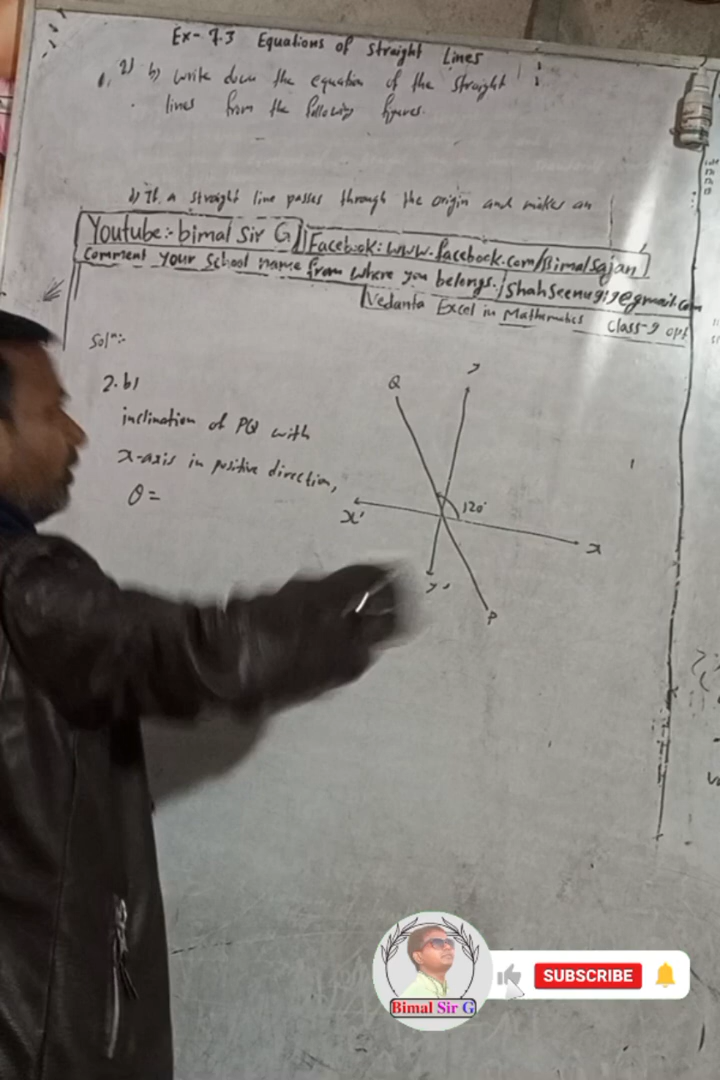 Ex- 7.3 Equations of Straight Lines
2) b) write down the equation of the straight
lines from the following figures.
d) If a straight line passes through the origin and makes an
Youtube:- bimal Sir G
Facebook: www.facebook.com/Bimalsajan
Comment your School name from where you belongs.
Shahseenu919@gmail.com
Vedanta Excel in Mathematics Class-9 opt
Solⁿ:-
2.b)
inclination of PQ with
x-axis in positive direction,
θ =
Q
y
120°
x'
x
y'
P
SUBSCRIBE
Bimal Sir G